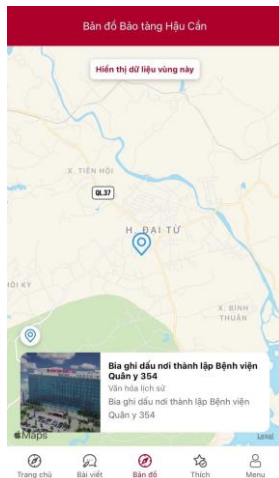 Bản đồ Bảo tàng Hậu Cần
Hiển thị dữ liệu vùng này
X. TIÊN HỘI
QL37
H. ĐẠI TỪ
X. BÌNH
THUẬN
Bia ghi dấu nơi thành lập Bệnh viện
Quân y 354
Văn hóa lịch sử
Bia ghi dấu nơi thành lập Bệnh viện
Quân y 354
Maps
Legal
Trang chủ
Bài viết
Bản đồ
Thích
Menu